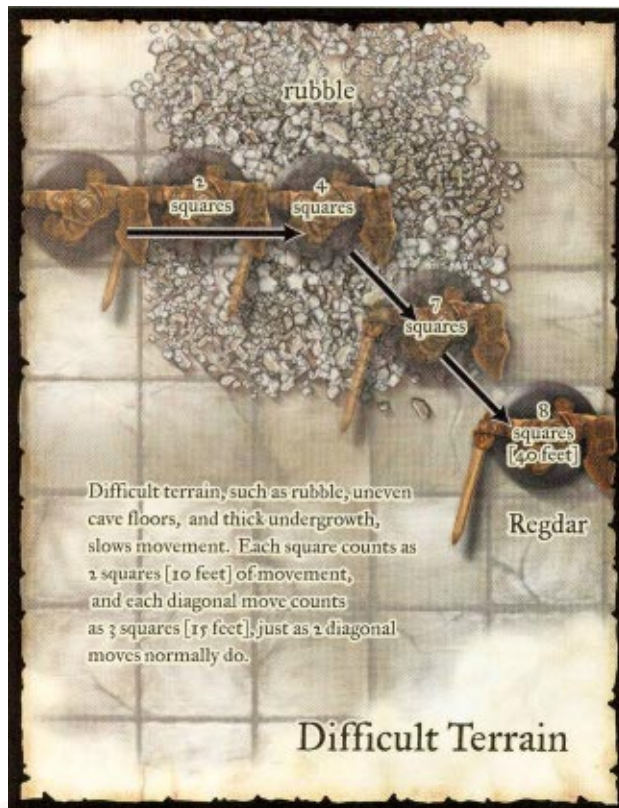 rubble
2
squares
4
squares
7
squares
8
squares
[40 feet]
Regdar
Difficult terrain, such as rubble, uneven
cave floors, and thick undergrowth,
slows movement. Each square counts as
2 squares [10 feet] of movement,
and each diagonal move counts
as 3 squares [15 feet], just as 2 diagonal
moves normally do.
Difficult Terrain